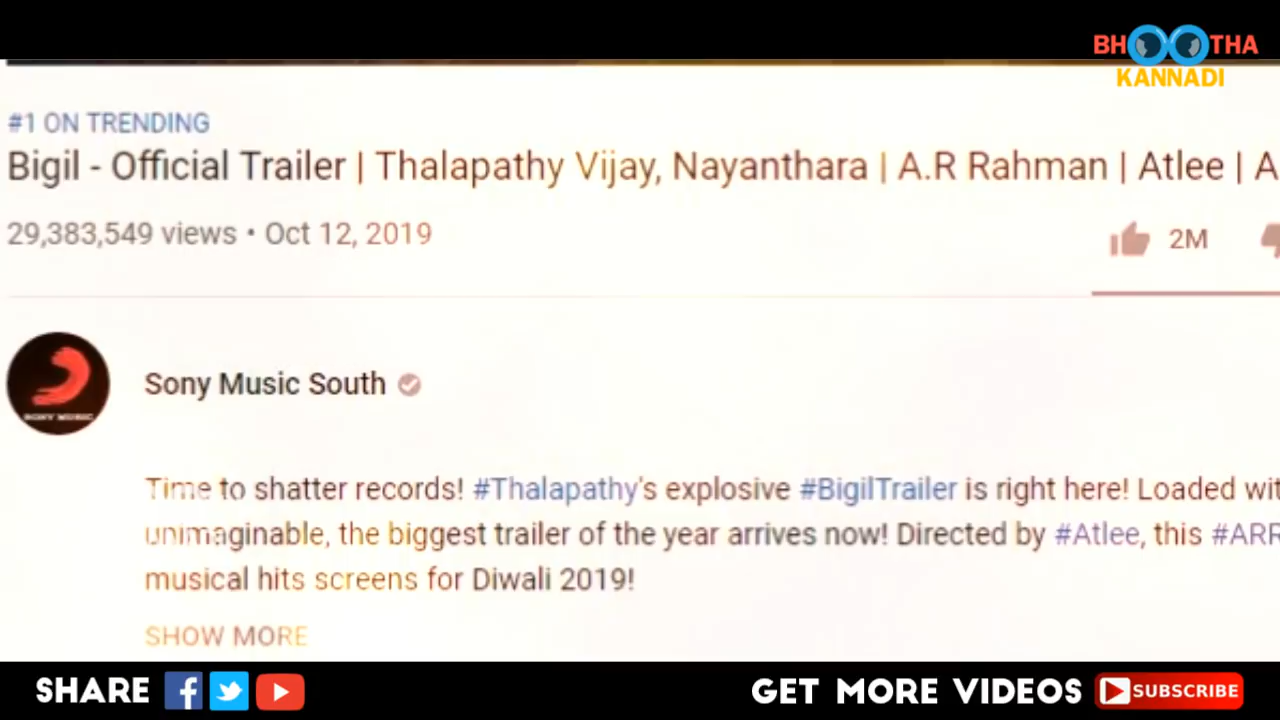 BHOOTHA
KANNADI
#1 ON TRENDING
Bigil - Official Trailer | Thalapathy Vijay, Nayanthara | A.R Rahman | Atlee | A
29,383,549 views • Oct 12, 2019
2M
SONY MUSIC
Sony Music South
Time to shatter records! #Thalapathy's explosive #BigilTrailer is right here! Loaded wit
unimaginable, the biggest trailer of the year arrives now! Directed by #Atlee, this #ARR
musical hits screens for Diwali 2019!
SHOW MORE
SHARE
GET MORE VIDEOS SUBSCRIBE